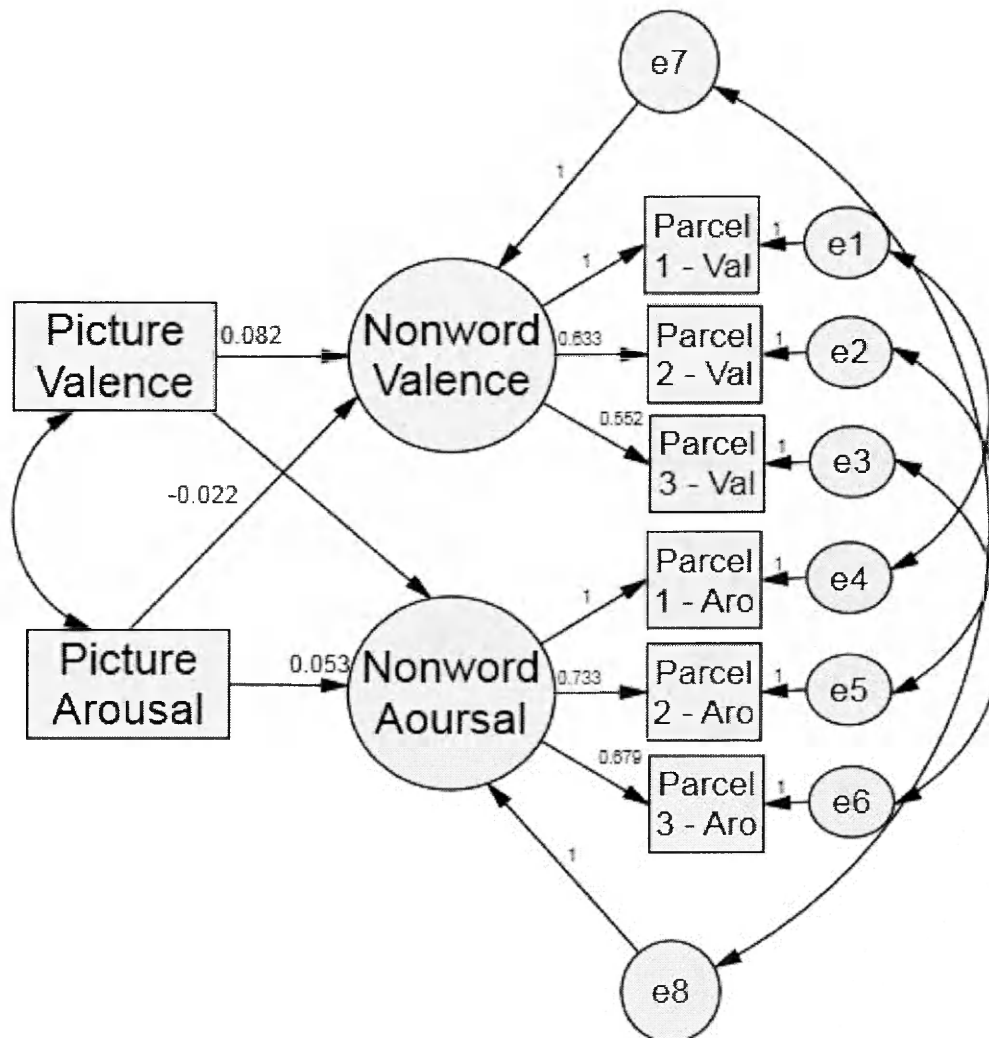 e7
1
Parcel
1 - Val
1
e1
1
Picture
Valence
0.082
Nonword
Valence
0.633
Parcel
2 - Val
1
e2
0.552
Parcel
3 - Val
1
e3
-0.022
Parcel
1 - Aro
1
e4
1
Picture
Arousal
0.053
Nonword
Aoursal
0.733
Parcel
2 - Aro
1
e5
0.679
Parcel
3 - Aro
1
e6
1
e8